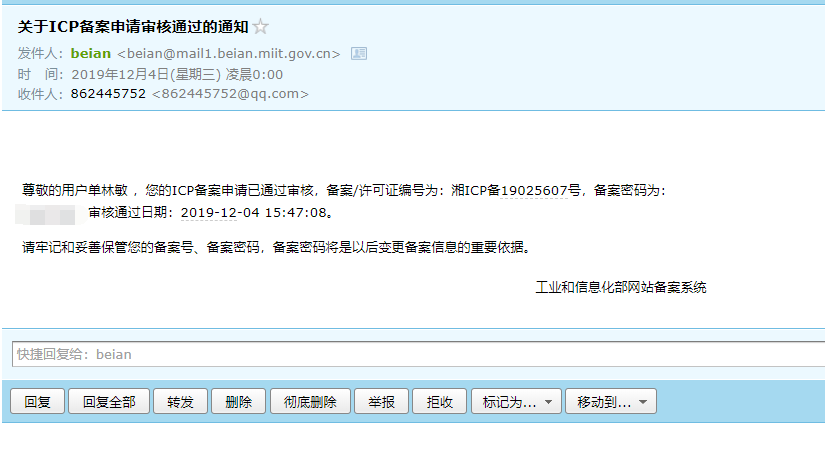 关于ICP备案申请审核通过的通知
发件人：beian <beian@mail1.beian.miit.gov.cn>
时　间：2019年12月4日(星期三) 凌晨0:00
收件人：862445752 <862445752@qq.com>
尊敬的用户单林敏 ，您的ICP备案申请已通过审核，备案/许可证编号为：湘ICP备19025607号，备案密码为：
审核通过日期：2019-12-04 15:47:08。
请牢记和妥善保管您的备案号、备案密码，备案密码将是以后变更备案信息的重要依据。
工业和信息化部网站备案系统
快捷回复给：beian
回复 回复全部 转发 删除 彻底删除 举报 拒收 标记为... 移动到...